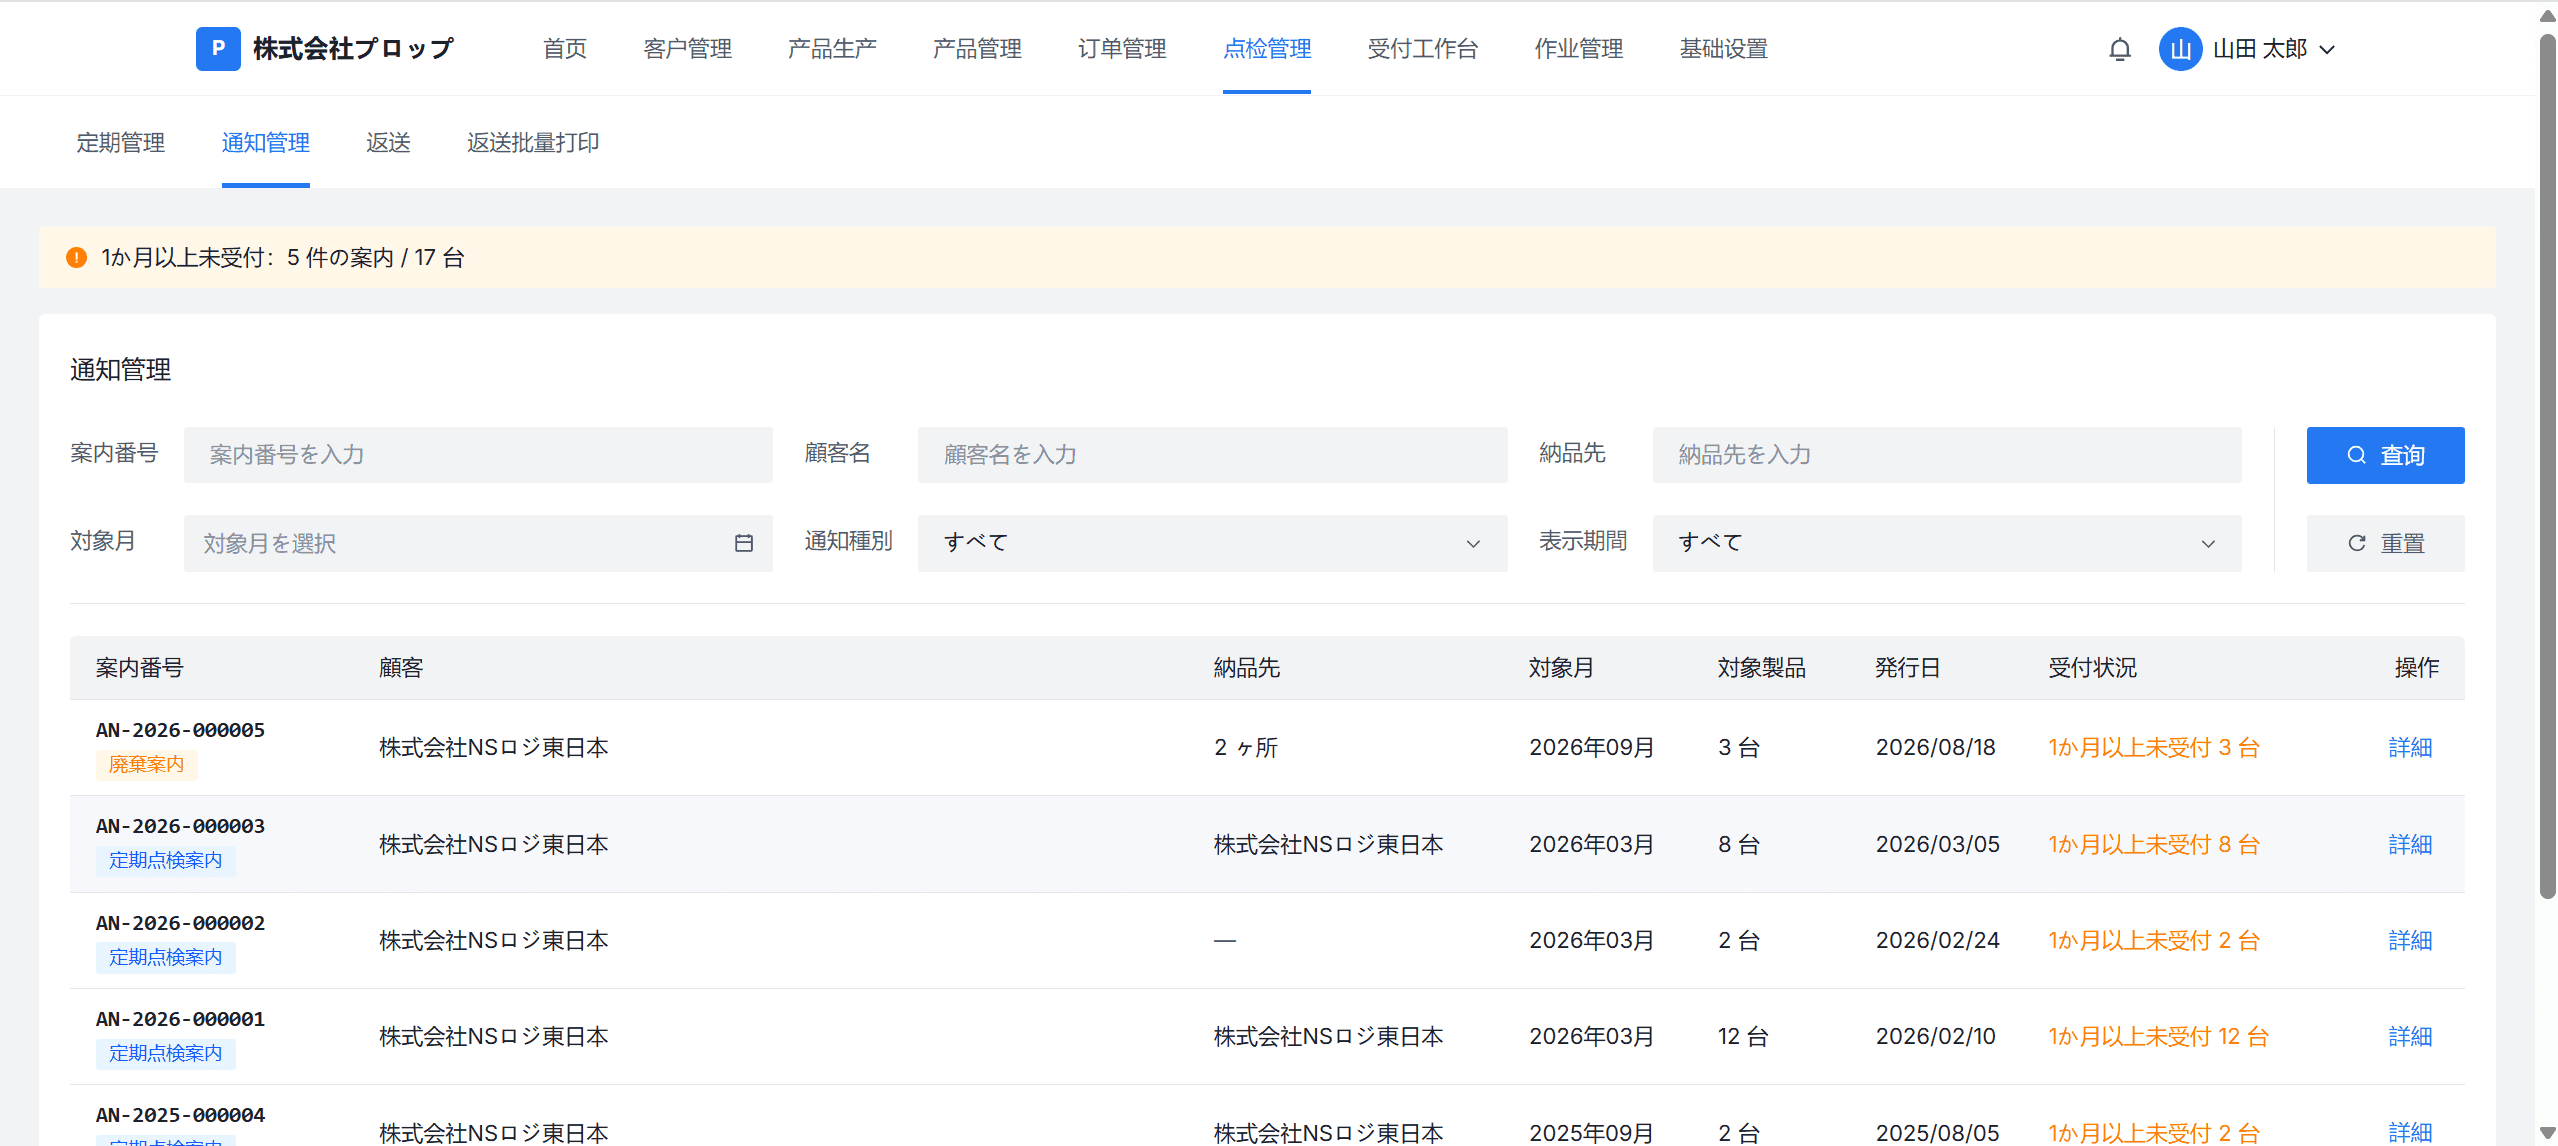 P 株式会社プロップ 首页 客户管理 产品生产 产品管理 订单管理 点检管理 受付工作台 作业管理 基础设置 山 山田 太郎
定期管理 通知管理 返送 返送批量打印
1か月以上未受付：5 件の案内 / 17 台
通知管理
案内番号 案内番号を入力 顧客名 顧客名を入力 納品先 納品先を入力 查询
対象月 対象月を選択 通知種別 すべて 表示期間 すべて 重置
案内番号 顧客 納品先 対象月 対象製品 発行日 受付状況 操作
AN-2026-000005 株式会社NSロジ東日本 2 ヶ所 2026年09月 3 台 2026/08/18 1か月以上未受付 3 台 詳細
廃棄案内
AN-2026-000003 株式会社NSロジ東日本 株式会社NSロジ東日本 2026年03月 8 台 2026/03/05 1か月以上未受付 8 台 詳細
定期点検案内
AN-2026-000002 株式会社NSロジ東日本 — 2026年03月 2 台 2026/02/24 1か月以上未受付 2 台 詳細
定期点検案内
AN-2026-000001 株式会社NSロジ東日本 株式会社NSロジ東日本 2026年03月 12 台 2026/02/10 1か月以上未受付 12 台 詳細
定期点検案内
AN-2025-000004 株式会社NSロジ東日本 株式会社NSロジ東日本 2025年09月 2 台 2025/08/05 1か月以上未受付 2 台 詳細